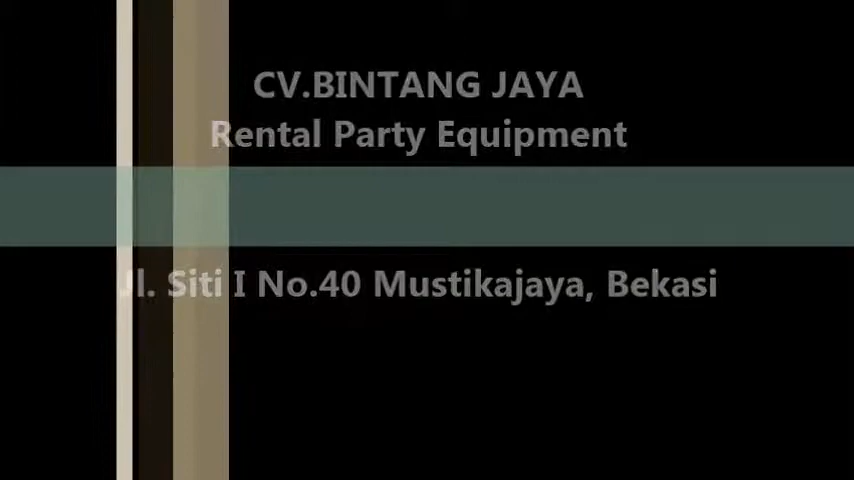 CV.BINTANG JAYA
Rental Party Equipment
Jl. Siti I No.40 Mustikajaya, Bekasi